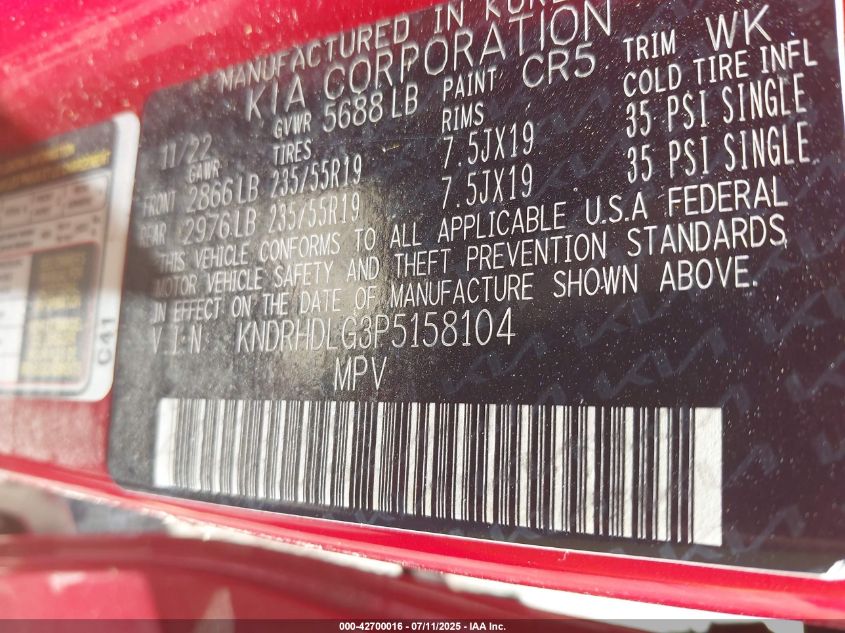 MANUFACTURED IN KOREA
KIA CORPORATION
11/22 GVWR 5688 LB PAINT CR5 TRIM WK
GAWR TIRES RIMS COLD TIRE INFL
FRONT 2866 LB 235/55R19 7.5JX19 35 PSI SINGLE
REAR 2976 LB 235/55R19 7.5JX19 35 PSI SINGLE
THIS VEHICLE CONFORMS TO ALL APPLICABLE U.S.A FEDERAL
MOTOR VEHICLE SAFETY AND THEFT PREVENTION STANDARDS
IN EFFECT ON THE DATE OF MANUFACTURE SHOWN ABOVE.
V I N KNDRHDLG3P5158104
MPV
C41
000-42700016 - 07/11/2025 - IAA Inc.